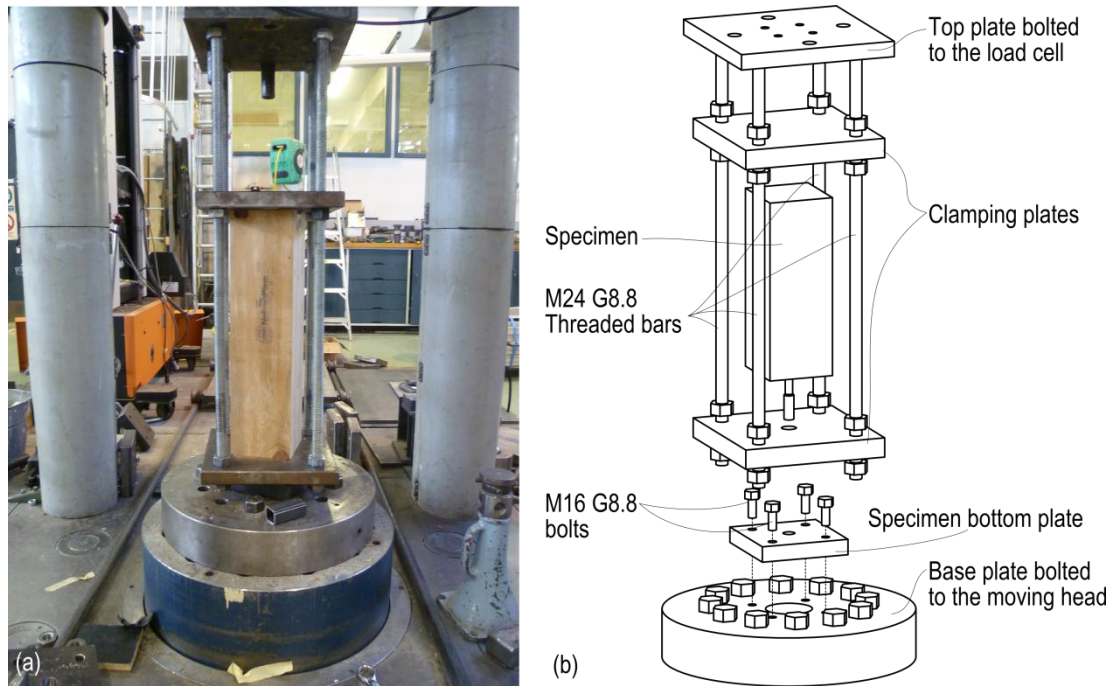 (a)
(b)
Top plate bolted
to the load cell
Clamping plates
Specimen
M24 G8.8
Threaded bars
M16 G8.8
bolts
Specimen bottom plate
Base plate bolted
to the moving head